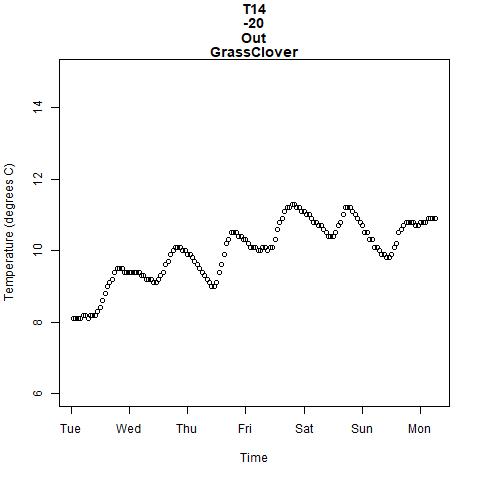 T14
-20
Out
GrassClover
Temperature (degrees C)
14
12
10
8
6
Tue Wed Thu Fri Sat Sun Mon
Time